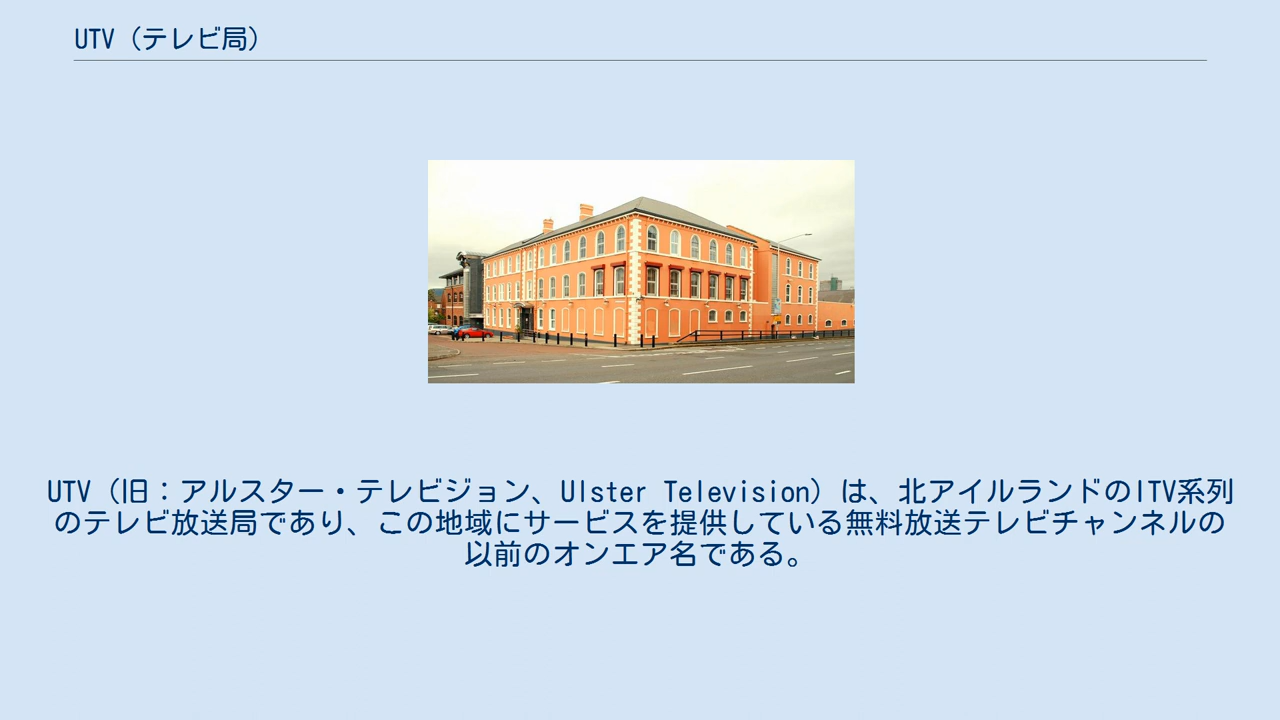 UTV（テレビ局）
UTV（旧：アルスター・テレビジョン、Ulster Television）は、北アイルランドのITV系列
のテレビ放送局であり、この地域にサービスを提供している無料放送テレビチャンネルの
以前のオンエア名である。